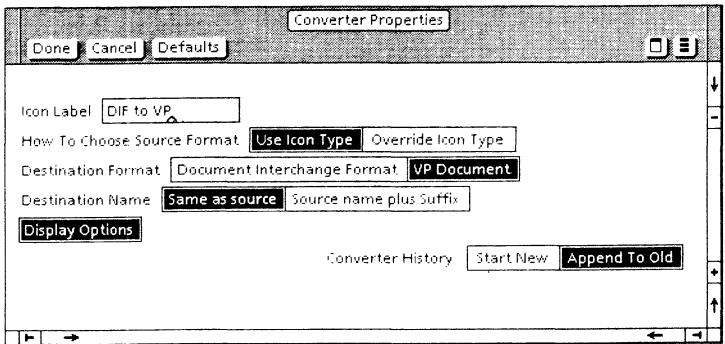 Converter Properties
Done Cancel Defaults
Icon Label DIF to VP
How To Choose Source Format Use Icon Type Override Icon Type
Destination Format Document Interchange Format VP Document
Destination Name Same as source Source name plus Suffix
Display Options
Converter History Start New Append To Old